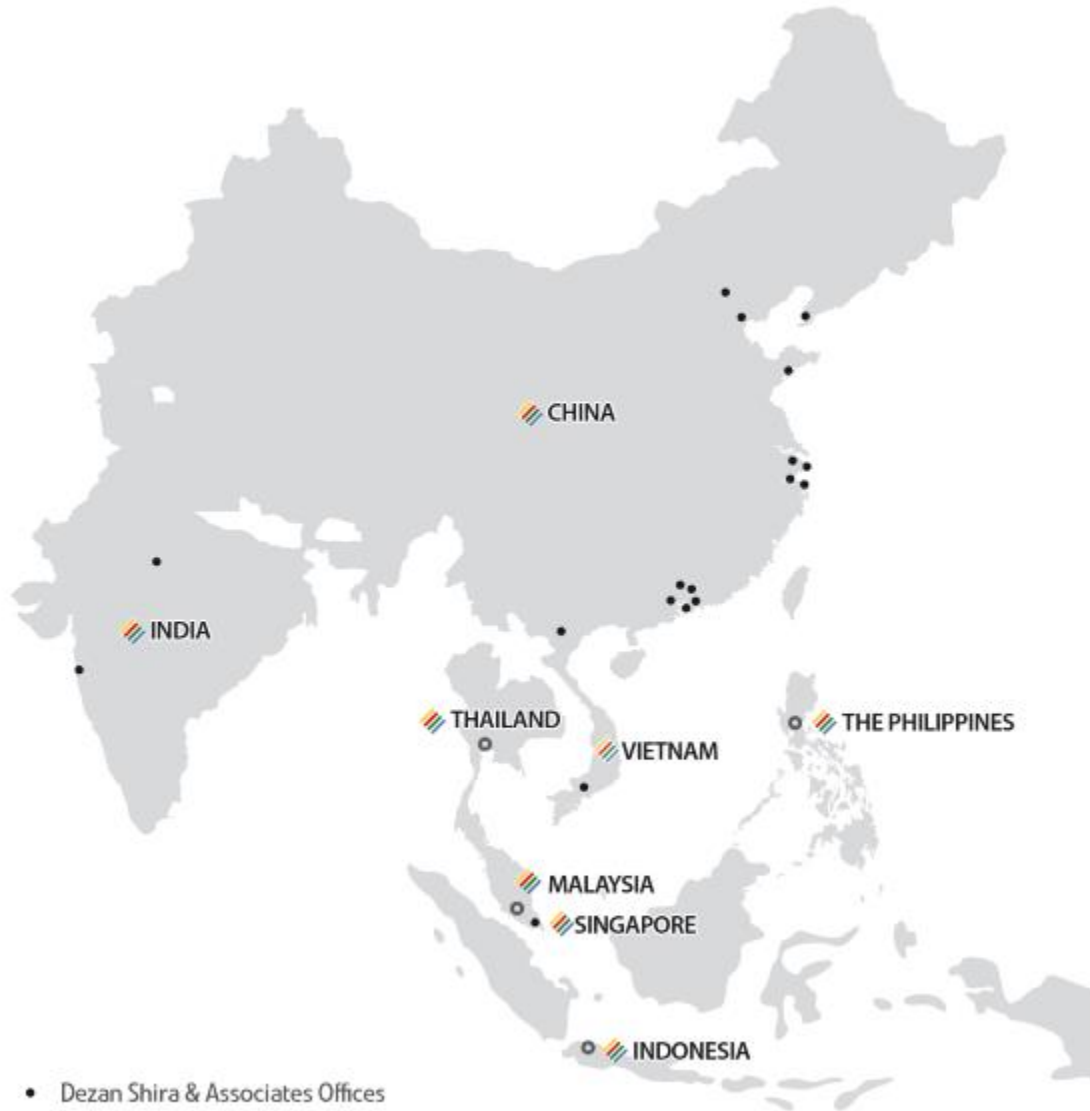 CHINA
INDIA
THAILAND
VIETNAM
THE PHILIPPINES
MALAYSIA
SINGAPORE
INDONESIA
• Dezan Shira & Associates Offices